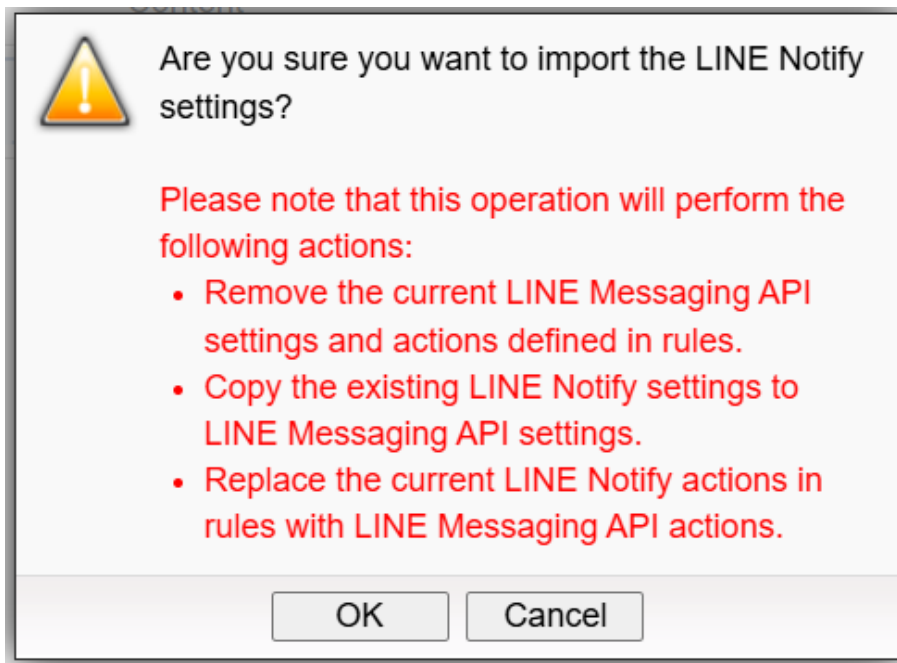 Content
Are you sure you want to import the LINE Notify
settings?
Please note that this operation will perform the
following actions:
• Remove the current LINE Messaging API
settings and actions defined in rules.
• Copy the existing LINE Notify settings to
LINE Messaging API settings.
• Replace the current LINE Notify actions in
rules with LINE Messaging API actions.
OK
Cancel